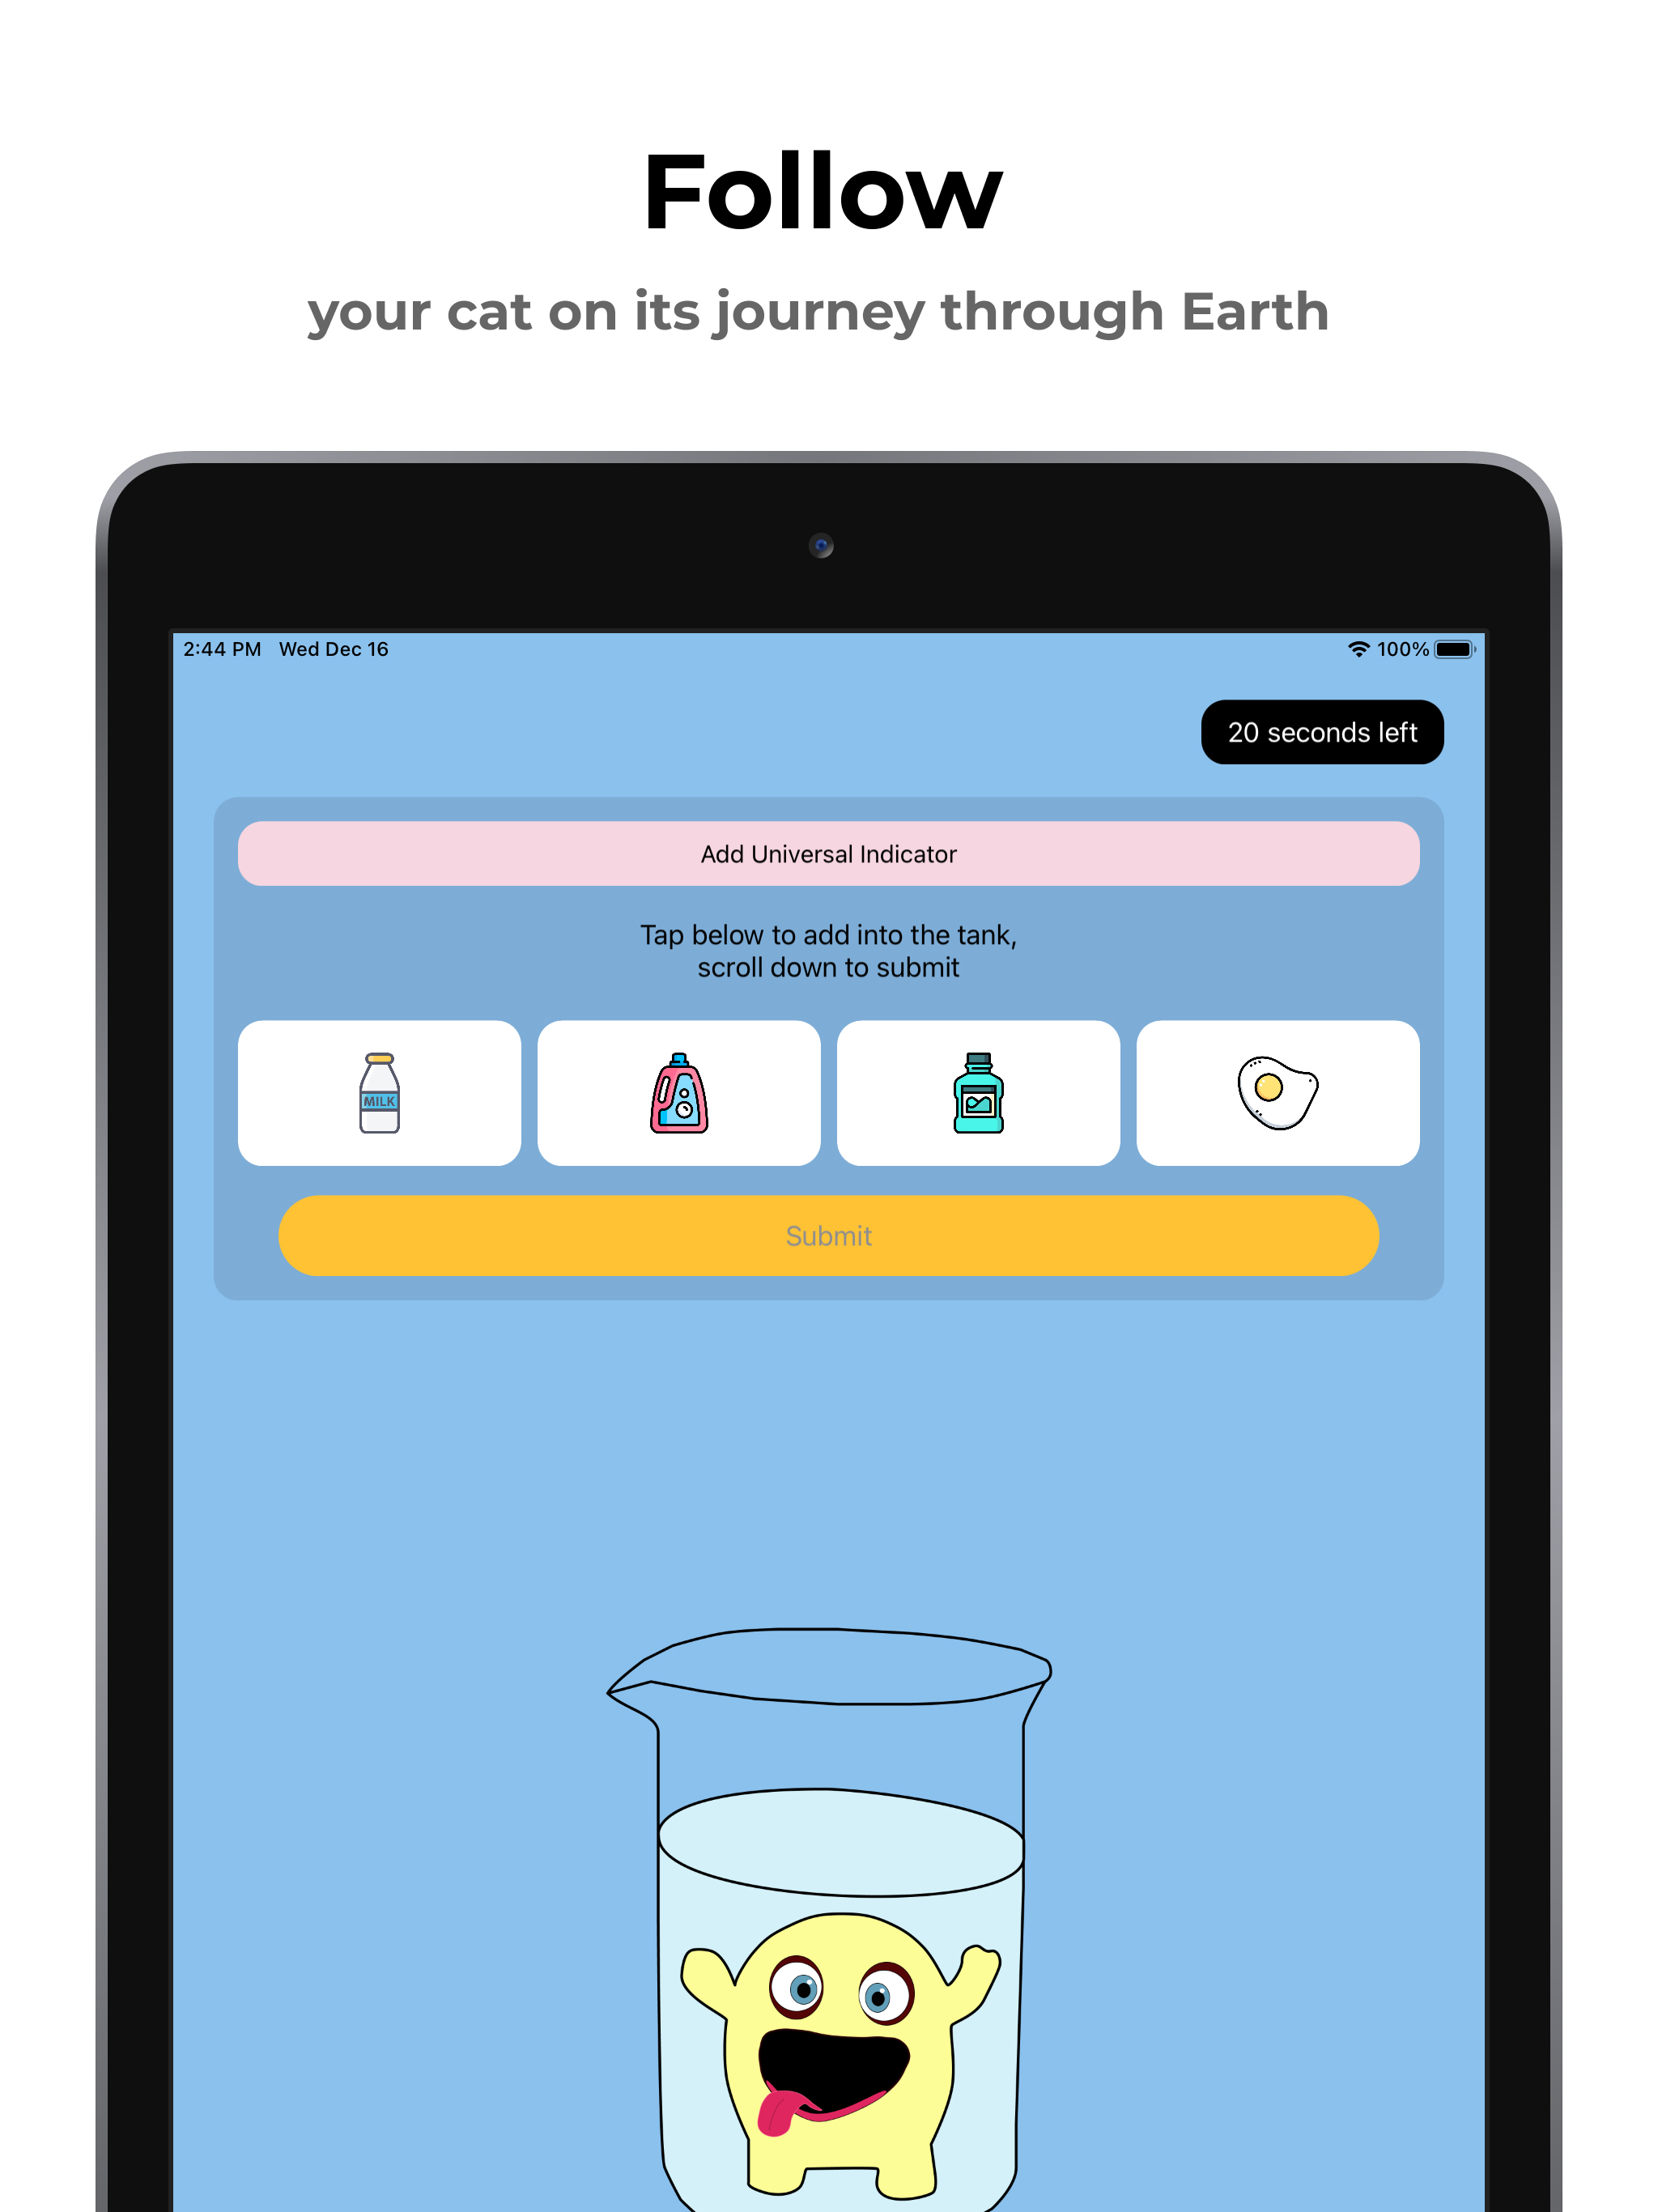 Follow
your cat on its journey through Earth
2:44 PM Wed Dec 16
100%
20 seconds left
Add Universal Indicator
Tap below to add into the tank,
scroll down to submit
MILK
Submit